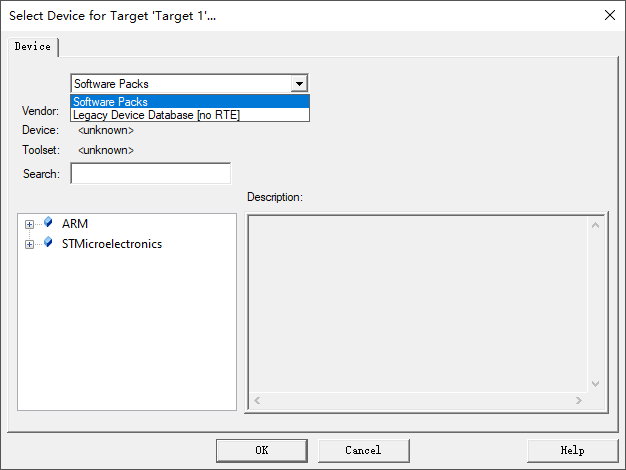 Select Device for Target 'Target 1'...
Device
Software Packs
Software Packs
Legacy Device Database [no RTE]
Vendor:
Device: <unknown>
Toolset: <unknown>
Search:
Description:
ARM
STMicroelectronics
OK Cancel Help